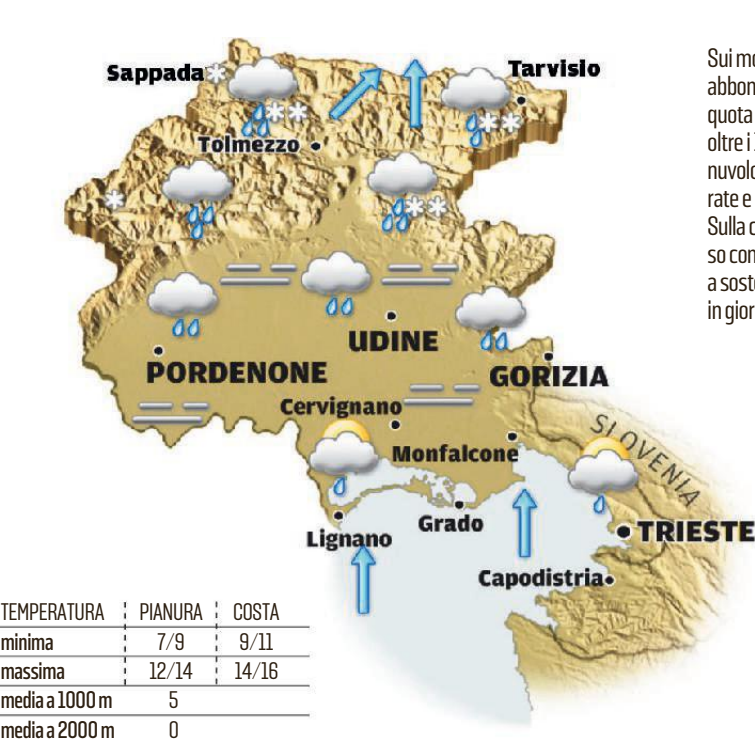 Sappada
Tarvisio
Tolmezzo
UDINE
PORDENONE
GORIZIA
Cervignano
Monfalcone
SLOVENIA
Lignano
Grado
TRIESTE
Capodistria
TEMPERATURA PIANURA COSTA
minima 7/9 9/11
massima 12/14 14/16
media a 1000 m 5
media a 2000 m 0
Sui mo
abbon
quota
oltre i
nuvolo
rate e
Sulla c
so con
a sosto
in gior